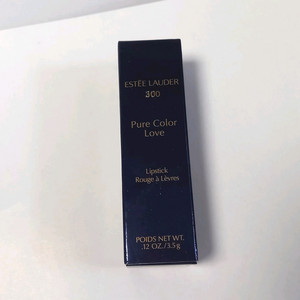 ESTĒE LAUDER
300
Pure Color
Love
Lipstick
Rouge à Lèvres
POIDS NET WT.
.12 OZ./3.5g